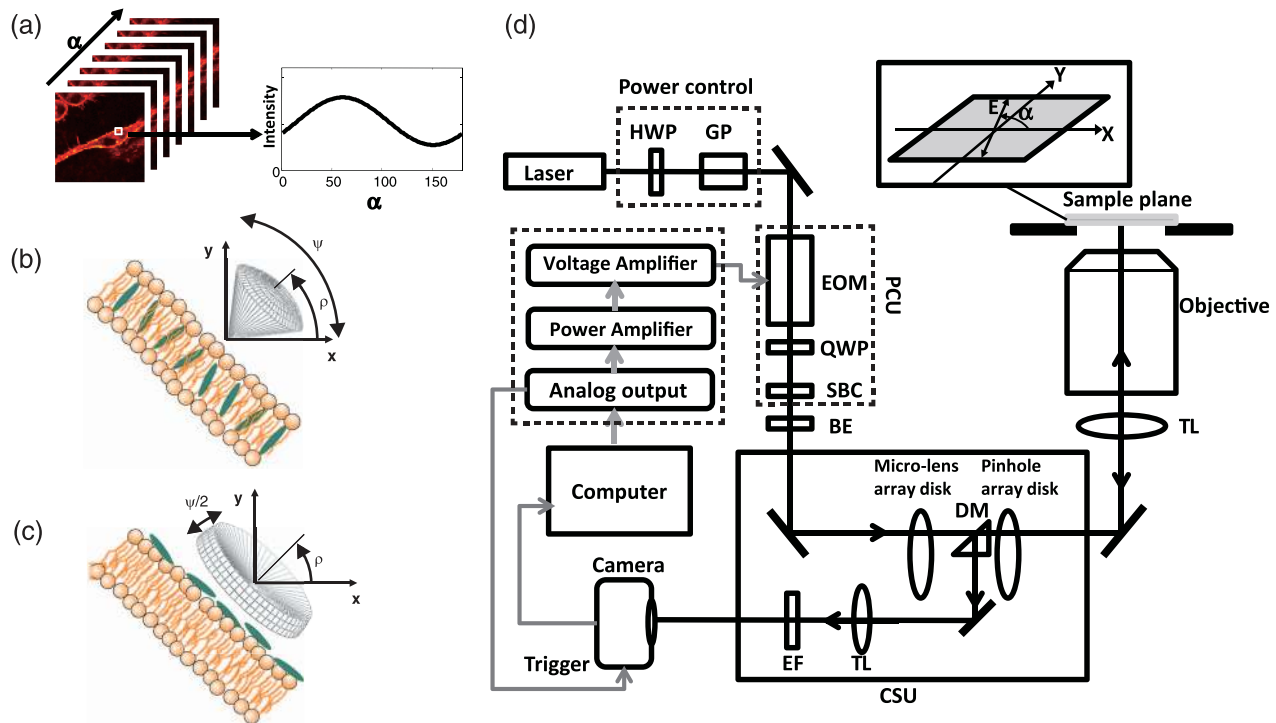 (a)
α
Intensity
0
0
50
100
150
α
(b)
y
ψ
ρ
x
(c)
ψ/2
y
ρ
x
(d)
Power control
HWP
GP
Laser
Voltage Amplifier
Power Amplifier
Analog output
Computer
Camera
Trigger
EOM
QWP
SBC
PCU
BE
Micro-lens
array disk
Pinhole
array disk
DM
EF
TL
CSU
Y
E
α
X
Sample plane
Objective
TL